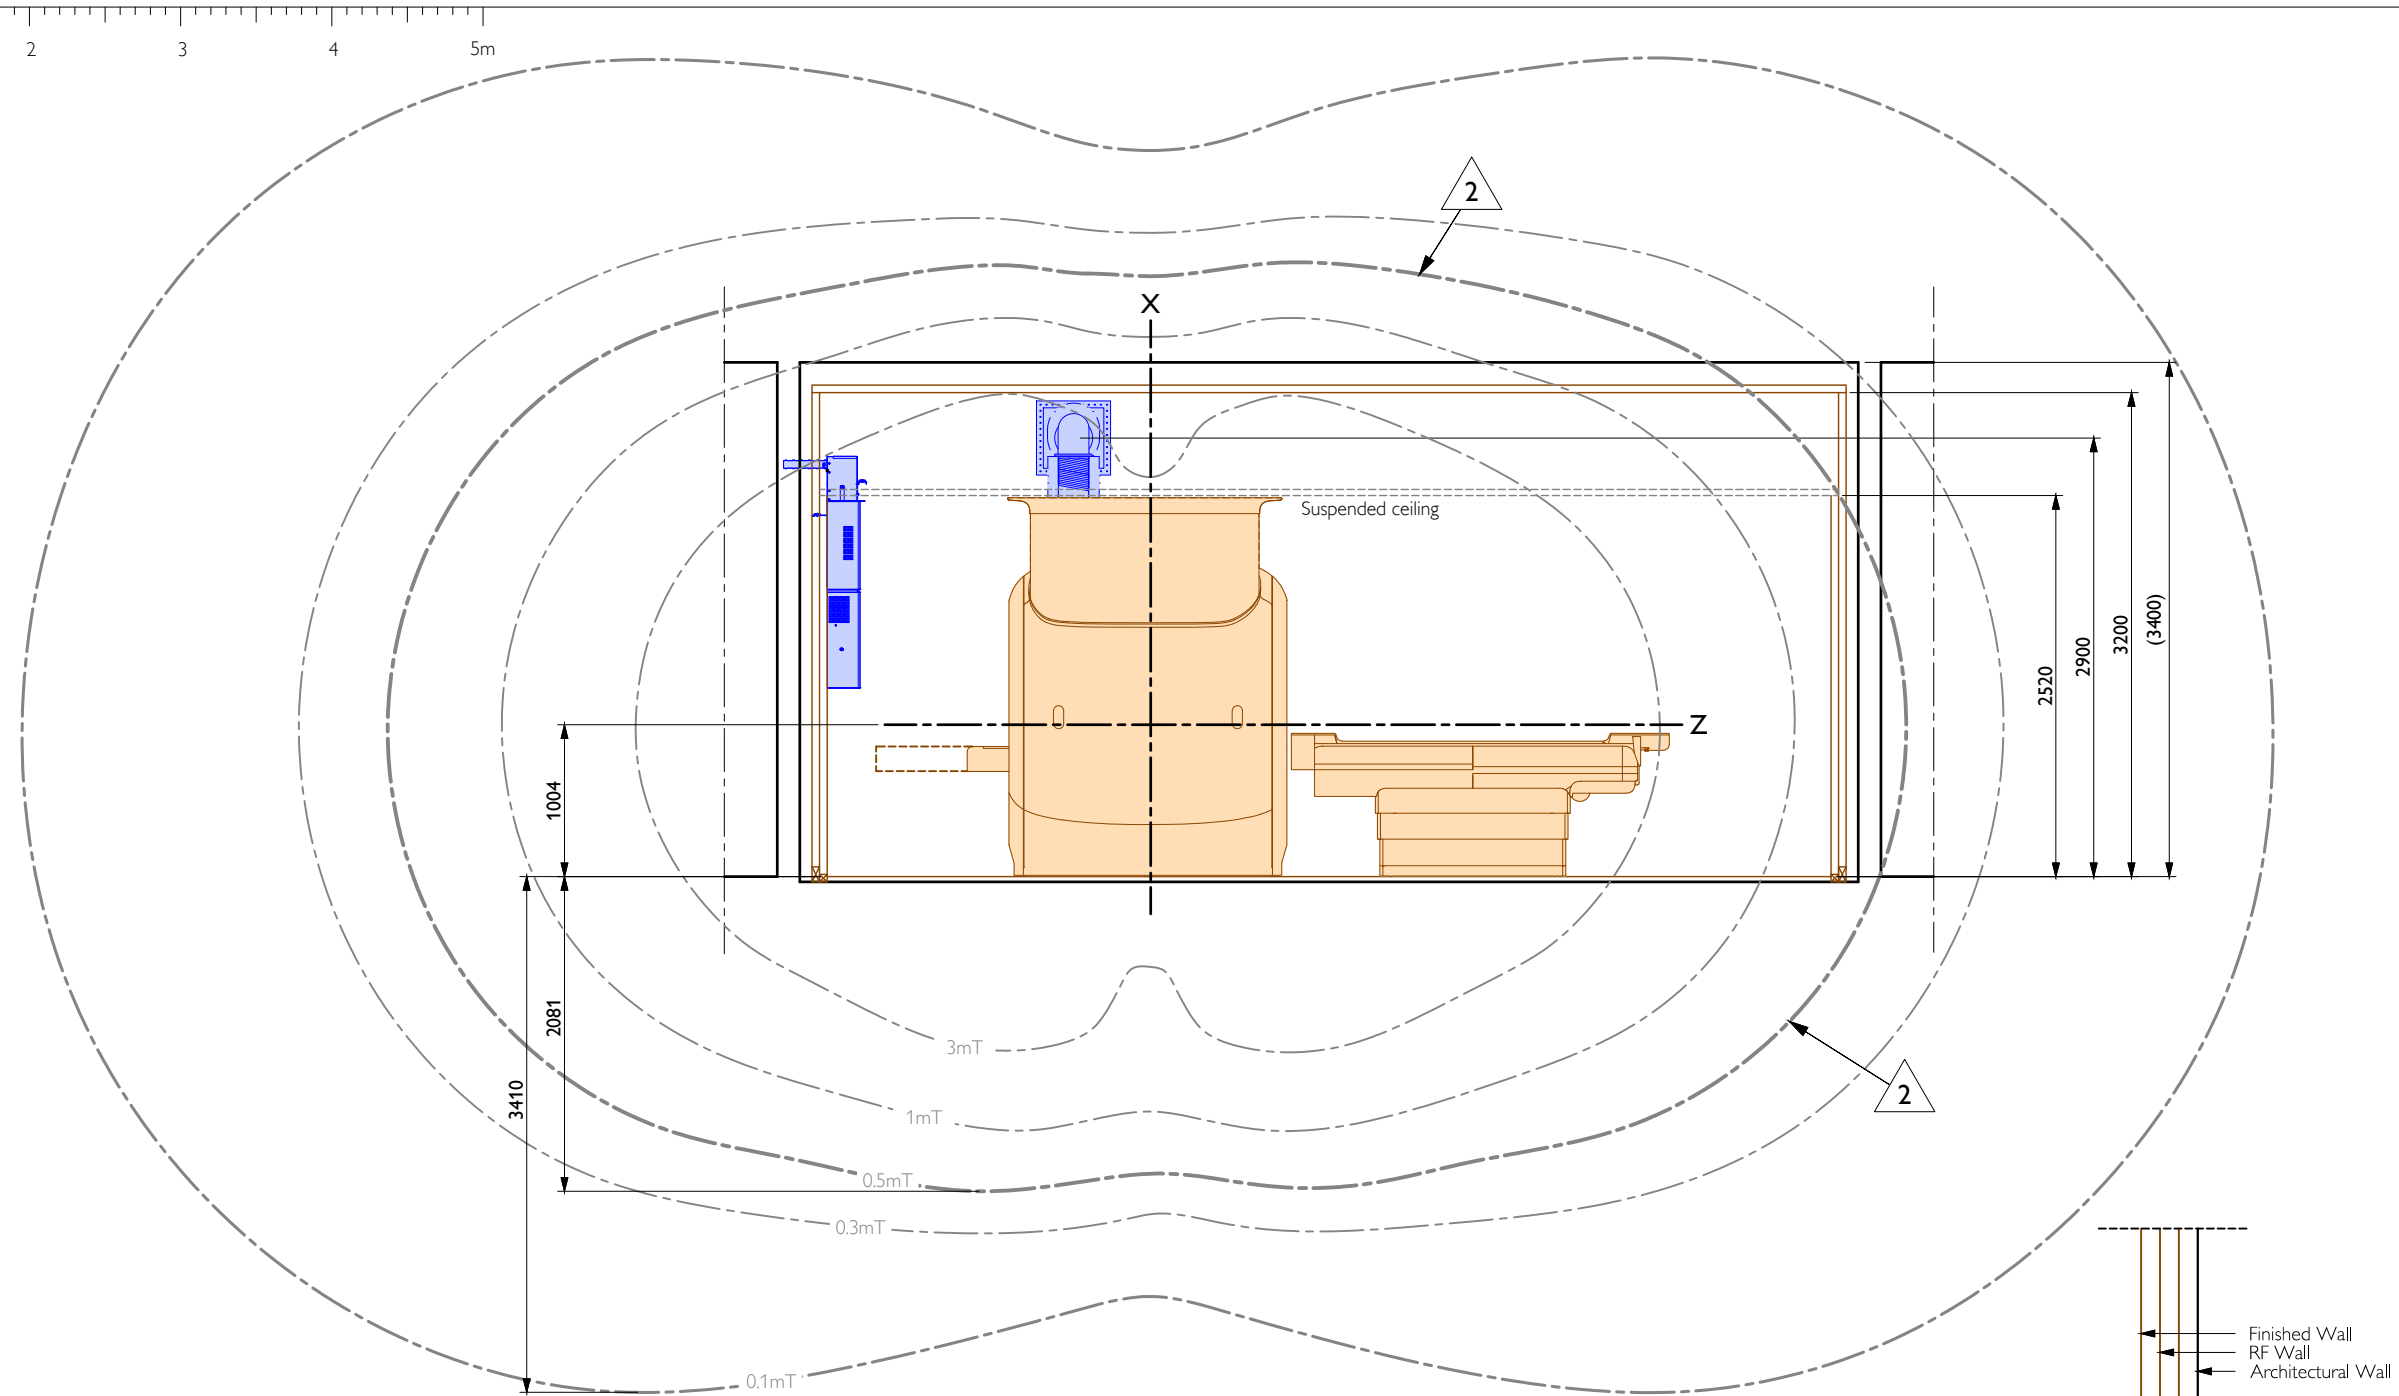 2 3 4 5m
2
X
Suspended ceiling
(3400)
3200
2900
2520
Z
1004
2081
3mT
3410
2
1mT
0.5mT
0.3mT
Finished Wall
RF Wall
Architectural Wall
0.1mT